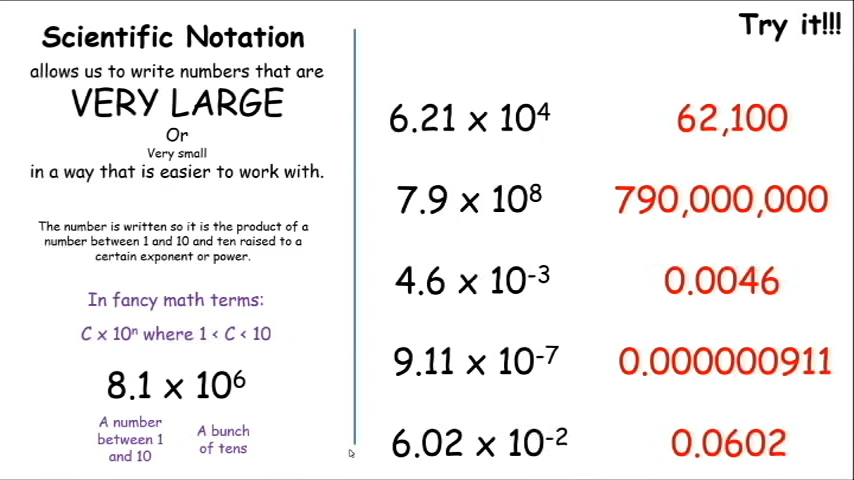 Scientific Notation
allows us to write numbers that are
VERY LARGE
Or
Very small
in a way that is easier to work with.
The number is written so it is the product of a
number between 1 and 10 and ten raised to a
certain exponent or power.
In fancy math terms:
C x 10ⁿ where 1 < C < 10
8.1 x 10⁶
A number
between 1
and 10
A bunch
of tens
Try it!!!
6.21 x 10⁴ 62,100
7.9 x 10⁸ 790,000,000
4.6 x 10⁻³ 0.0046
9.11 x 10⁻⁷ 0.000000911
6.02 x 10⁻² 0.0602